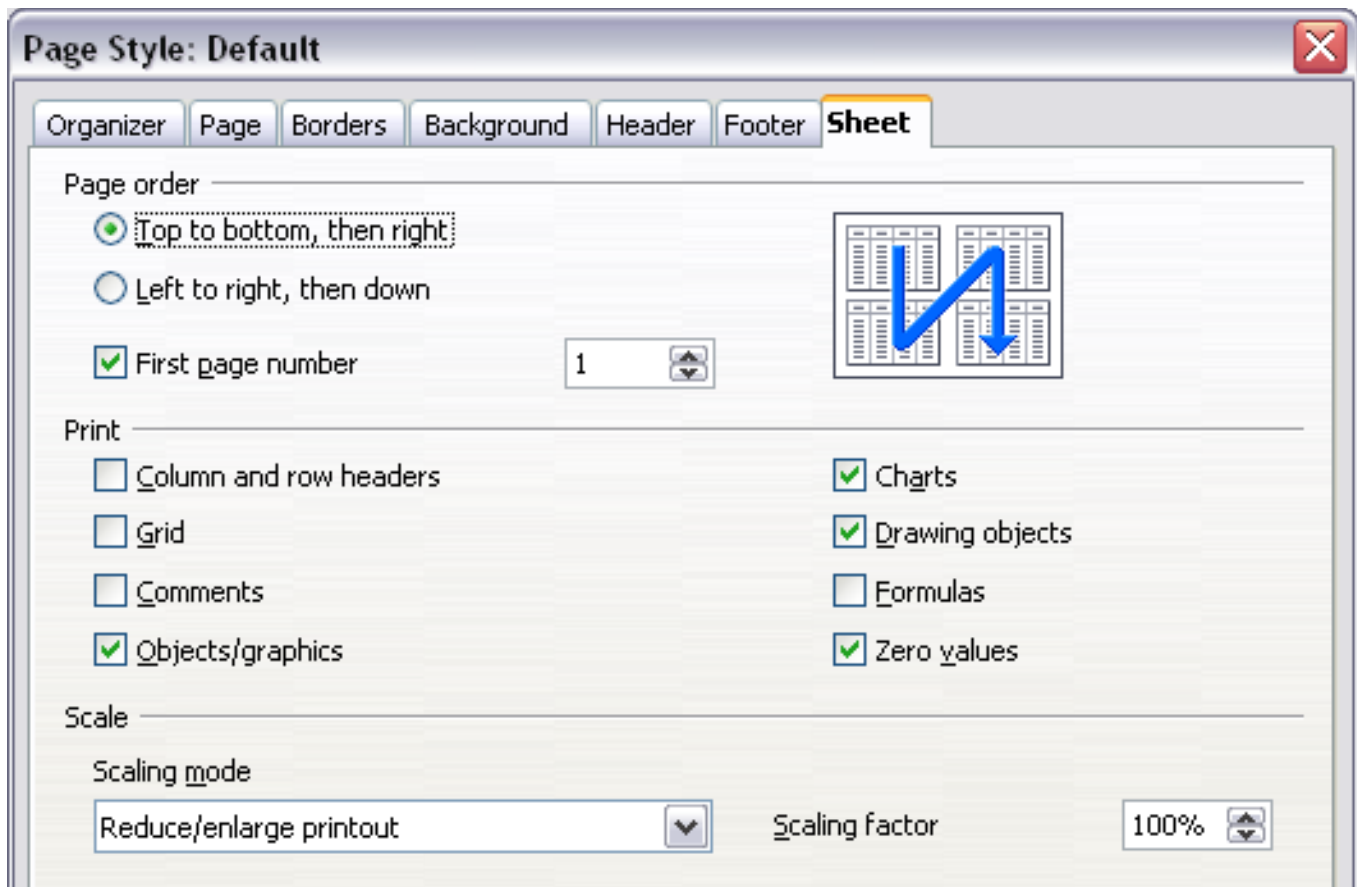 Page Style: Default
Organizer Page Borders Background Header Footer Sheet
Page order
Top to bottom, then right
Left to right, then down
First page number 1
Print
Column and row headers Charts
Grid Drawing objects
Comments Formulas
Objects/graphics Zero values
Scale
Scaling mode
Reduce/enlarge printout Scaling factor 100%